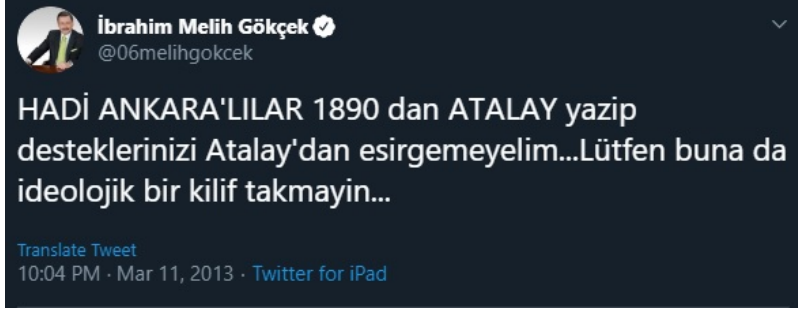 İbrahim Melih Gökçek
@06melihgokcek
HADİ ANKARA'LILAR 1890 dan ATALAY yazip
desteklerinizi Atalay'dan esirgemeyelim...Lütfen buna da
ideolojik bir kilif takmayin...
Translate Tweet
10:04 PM · Mar 11, 2013 · Twitter for iPad